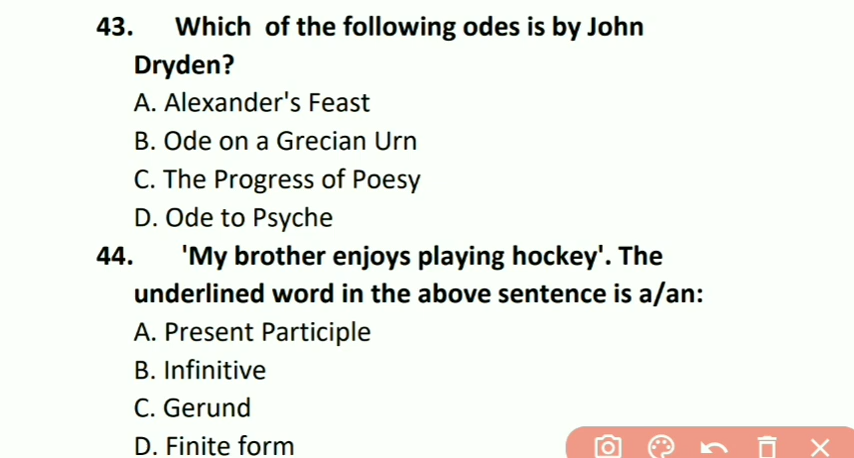 43. Which of the following odes is by John
Dryden?
A. Alexander's Feast
B. Ode on a Grecian Urn
C. The Progress of Poesy
D. Ode to Psyche
44. 'My brother enjoys playing hockey'. The
underlined word in the above sentence is a/an:
A. Present Participle
B. Infinitive
C. Gerund
D. Finite form